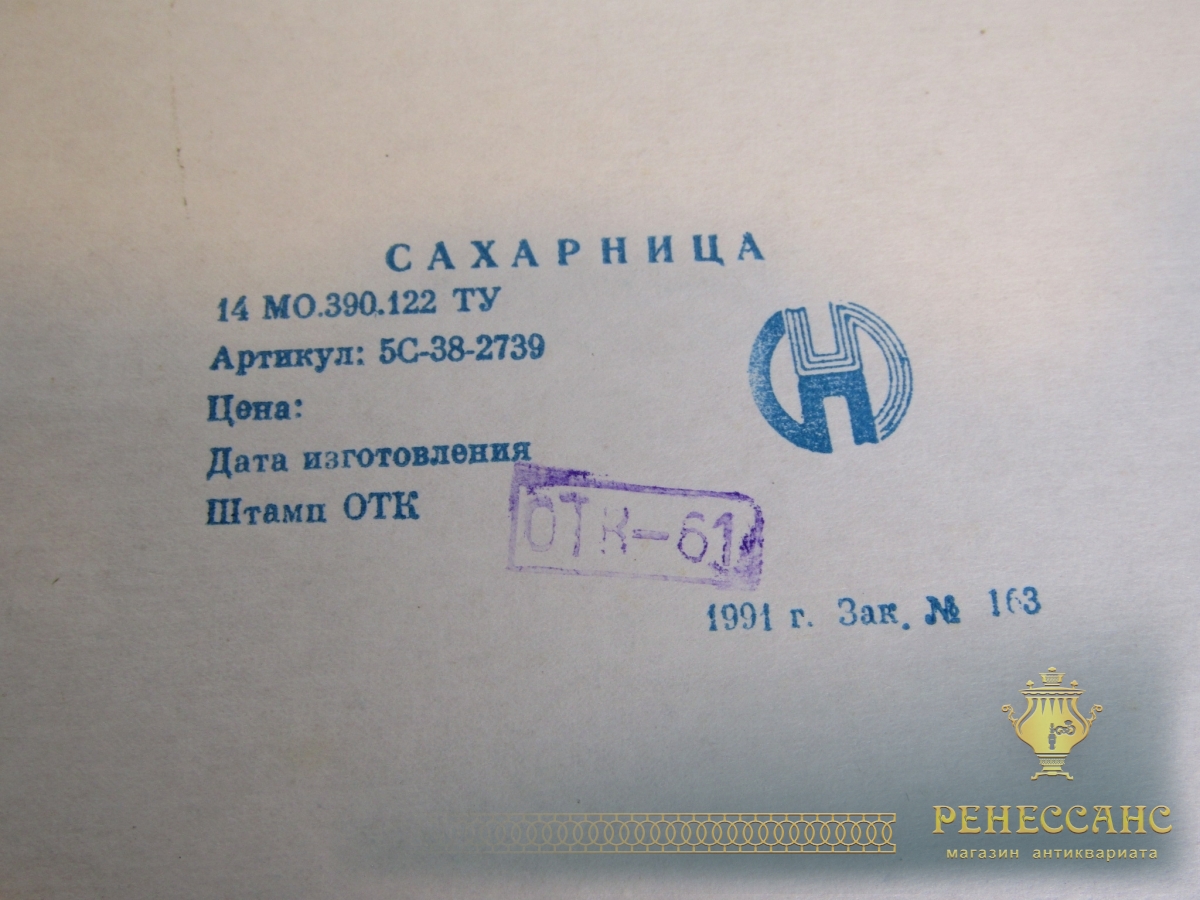 САХАРНИЦА
14 МО.390.122 ТУ
Артикул: 5С-38-2739
Цена:
Дата изготовления
Штамп ОТК
ОТК-61
1991 г. Зак. № 163
РЕНЕССАНС
магазин антиквариата